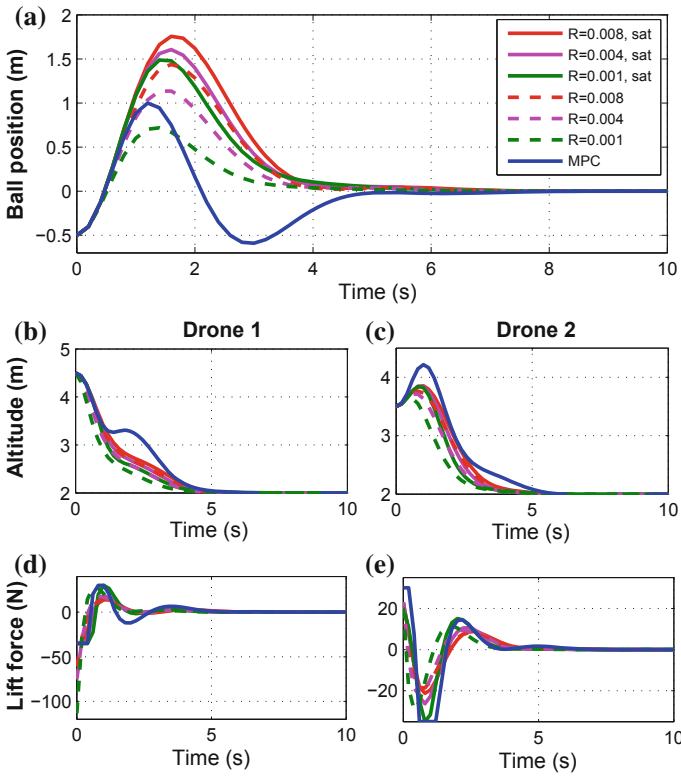 (a)
2
1.5
1
0.5
0
−0.5
Ball position (m)
R=0.008, sat
R=0.004, sat
R=0.001, sat
R=0.008
R=0.004
R=0.001
MPC
0 2 4 6 8 10
Time (s)
(b) Drone 1
5
4
3
2
Altitude (m)
0 5 10
Time (s)
(c) Drone 2
4
3
2
0 5 10
Time (s)
(d)
0
−50
−100
Lift force (N)
0 5 10
Time (s)
(e)
20
0
−20
0 5 10
Time (s)